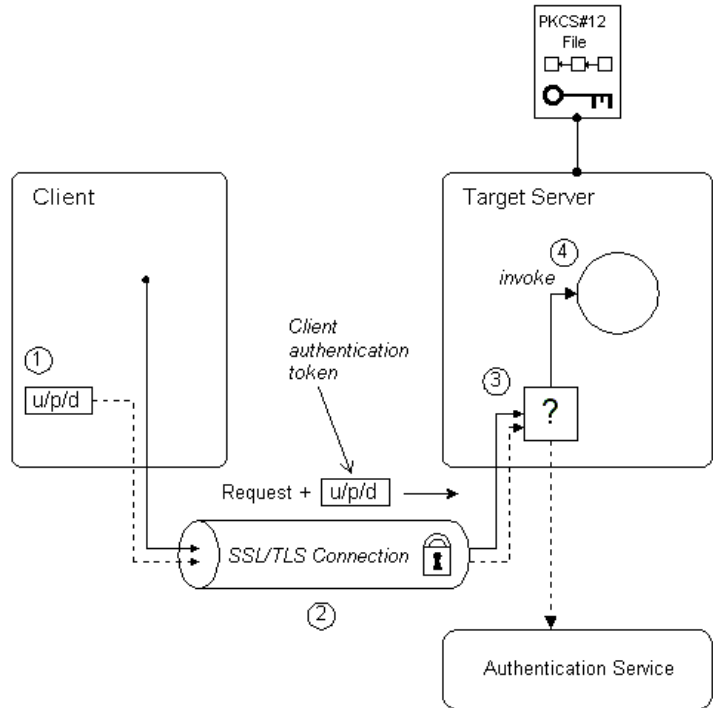 PKCS#12
File
Client
Target Server
4
invoke
Client
authentication
token
1
u/p/d
3
?
Request + u/p/d
SSL/TLS Connection
2
Authentication Service